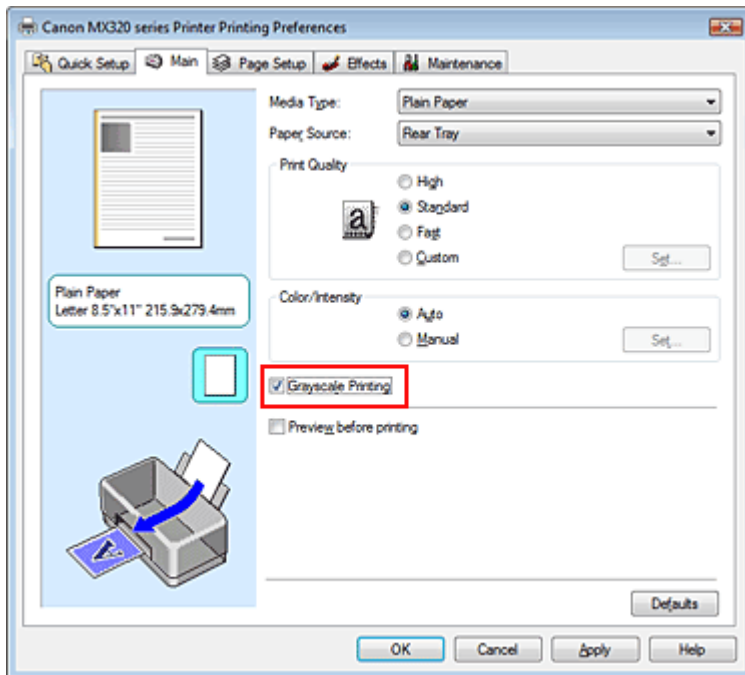 Canon MX320 series Printer Printing Preferences
Quick Setup Main Page Setup Effects Maintenance
Media Type: Plain Paper
Paper Source: Rear Tray
Print Quality
High
a Standard
Fast
Custom Set...
Plain Paper
Letter 8.5"x11" 215.9x279.4mm
Color/Intensity
Auto
Manual Set...
Grayscale Printing
Preview before printing
A
Defaults
OK Cancel Apply Help